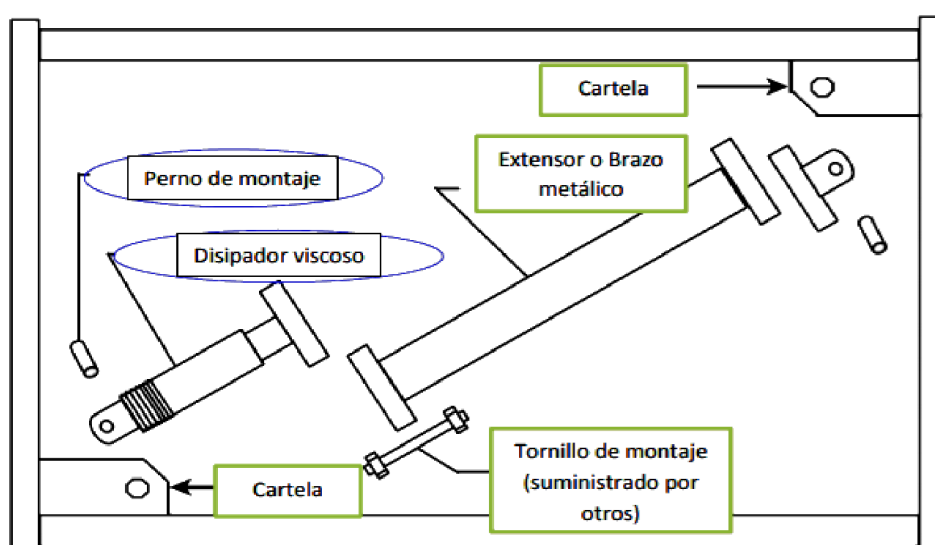 Cartela
Extensor o Brazo
metálico
Perno de montaje
Disipador viscoso
Tornillo de montaje
(suministrado por
otros)
Cartela